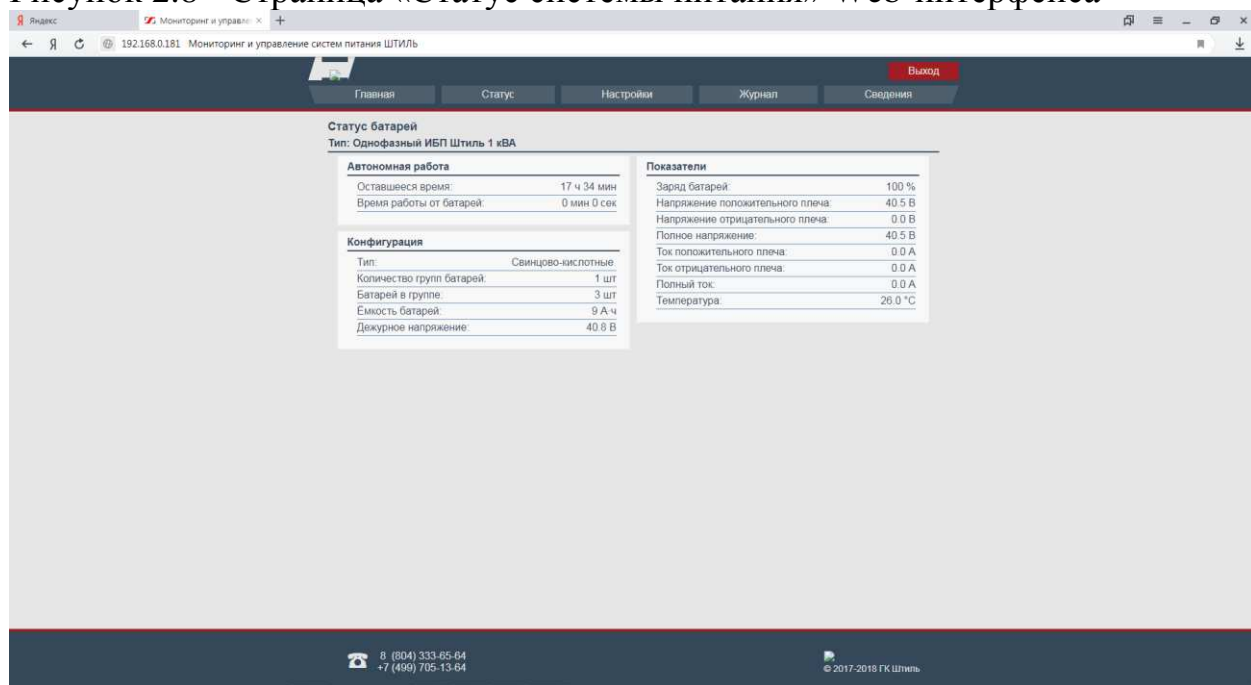 Рисунок 2.8 - Страница «Статус системы питания» Web-интерфейса
Яндекс
Мониторинг и управле
192.168.0.181 Мониторинг и управление систем питания ШТИЛЬ
Выход
Главная Статус Настройки Журнал Сведения
Статус батарей
Тип: Однофазный ИБП Штиль 1 кВА
Автономная работа
Оставшееся время: 17 ч 34 мин
Время работы от батарей: 0 мин 0 сек
Конфигурация
Тип: Свинцово-кислотные
Количество групп батарей: 1 шт
Батарей в группе: 3 шт
Емкость батарей: 9 А·ч
Дежурное напряжение: 40.8 В
Показатели
Заряд батарей: 100 %
Напряжение положительного плеча: 40.5 В
Напряжение отрицательного плеча: 0.0 В
Полное напряжение: 40.5 В
Ток положительного плеча: 0.0 А
Ток отрицательного плеча: 0.0 А
Полный ток: 0.0 А
Температура: 26.0 °С
8 (804) 333-65-64
+7 (499) 705-13-64
© 2017-2018 ГК Штиль